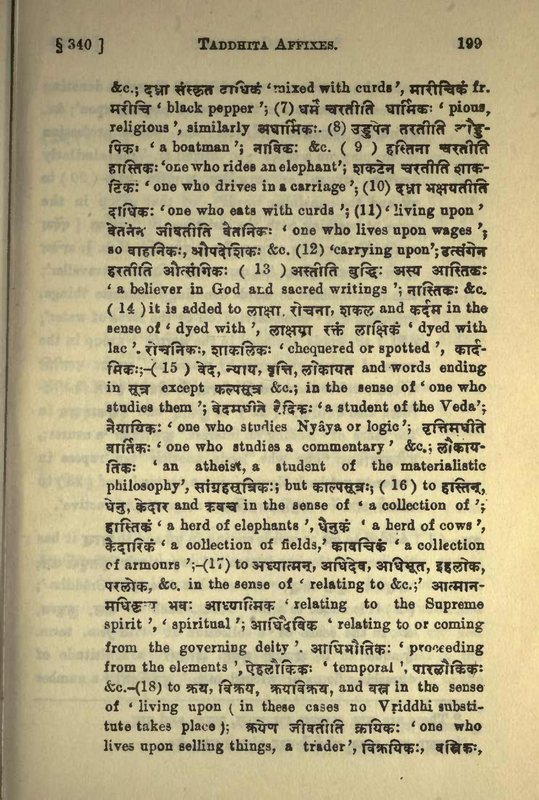 § 340 ] TADDHITA AFFIXES. 199
&c.; दध्ना संस्कृत दाधिकं ‘mixed with curds’, मारीचिकं fr.
मरीचि ‘ black pepper ’; (7) धर्मं चरतीति धार्मिकः ‘ pious,
religious ’, similarly अधार्मिकः. (8) उडुपेन तरतीति औडु-
पिकः ‘ a boatman ’; नाविकः &c. ( 9 ) हस्तिना चरतीति
हास्तिकः ‘one who rides an elephant’; शकटेन चरतीति शाक-
टिकः ‘ one who drives in a carriage ’; (10) दध्ना भक्षयतीति
दाधिकः ‘one who eats with curds ’; (11) ‘ living upon ’
वेतनेन जीवतीति वैतनिकः ‘ one who lives upon wages ’;
so वाहनिकः, औपदेशिकः &c. (12) ‘carrying upon’; उत्संगेन
हरतीति औत्संगिकः ( 13 ) अस्तीति बुद्धिः अस्य आस्तिकः
‘ a believer in God and sacred writings ’; नास्तिकः &c.
( 14 ) it is added to लाक्षा, रोचना, शकल and कर्दम in the
sense of ‘ dyed with ’, लाक्षया रक्तं लाक्षिकं ‘ dyed with
lac ’. रोचनिकः, शाकलिकः ‘ chequered or spotted ’, कार्द-
मिकः;–( 15 ) वेद, न्याय, वृत्ति, लोकायत and words ending
in सूत्र except कल्पसूत्र &c.; in the sense of ‘ one who
studies them ’; वेदमधीते वैदिकः ‘a student of the Veda’;
नैयायिकः ‘ one who studies Nyâya or logic’; वृत्तिमधीते
वार्तिकः ‘ one who studies a commentary ’ &c.; लौकाय-
तिकः ‘ an atheist, a student of the materialistic
philosophy’, सांग्रहसूत्रिकः; but काल्पसूत्रः; ( 16 ) to हस्तिन्,
धेनु, केदार and कवच in the sense of ‘ a collection of ’;
हास्तिकं ‘ a herd of elephants ’, धैनुकं ‘ a herd of cows ’,
कैदारिकं ‘ a collection of fields,’ कावचिकं ‘ a collection
of armours ’;–(17) to अध्यात्मन्, अधिदेव, आधिभूत, इहलोक,
परलोक, &c. in the sense of ‘ relating to &c.;’ आत्मान-
मधिकृत्य भवः आध्यात्मिक ‘ relating to the Supreme
spirit ’, ‘ spiritual ’; आधिदैविक ‘ relating to or coming
from the governing deity ’. आधिभौतिकः ‘ proceeding
from the elements ’, ऐहलौकिकः ‘ temporal ’, पारलौकिकः
&c.–(18) to क्रय, विक्रय, क्रयविक्रय, and वस्न in the sense
of ‘ living upon ( in these cases no Vṛiddhi substi-
tute takes place ); क्रयेण जीवतीति क्रयिकः ‘ one who
lives upon selling things, a trader’, विक्रयिकः, वस्निकः,